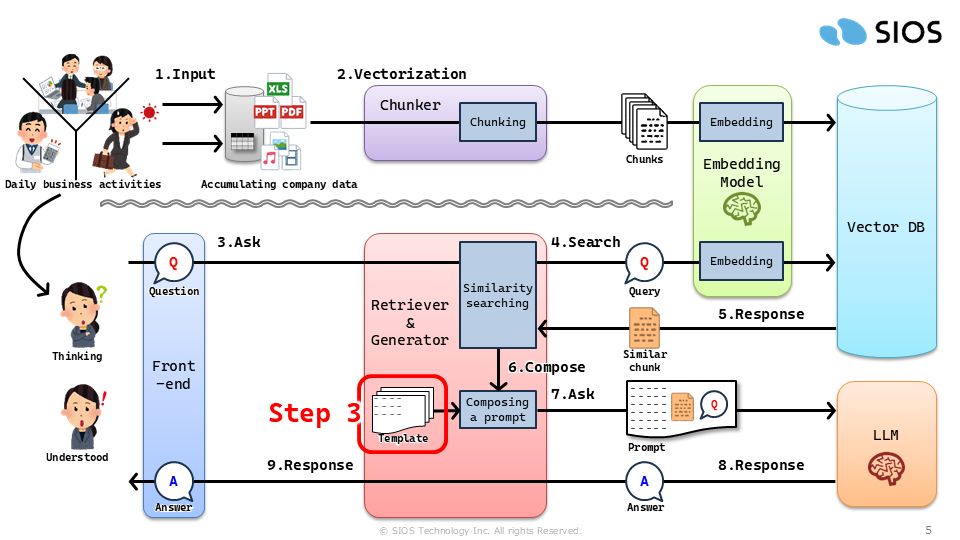 SIOS
1.Input
2.Vectorization
XLS
PPT
PDF
Chunker
Chunking
Chunks
Embedding
Embedding
Model
Daily business activities
Accumulating company data
Vector DB
3.Ask
4.Search
Q
Question
Similarity
searching
Q
Query
Embedding
Retriever
&
Generator
5.Response
Similar
chunk
Thinking
Front
-end
6.Compose
7.Ask
Step 3
Template
Composing
a prompt
Q
Prompt
LLM
!
?
Understood
9.Response
8.Response
A
Answer
A
Answer
© SIOS Technology Inc. All rights Reserved.
5